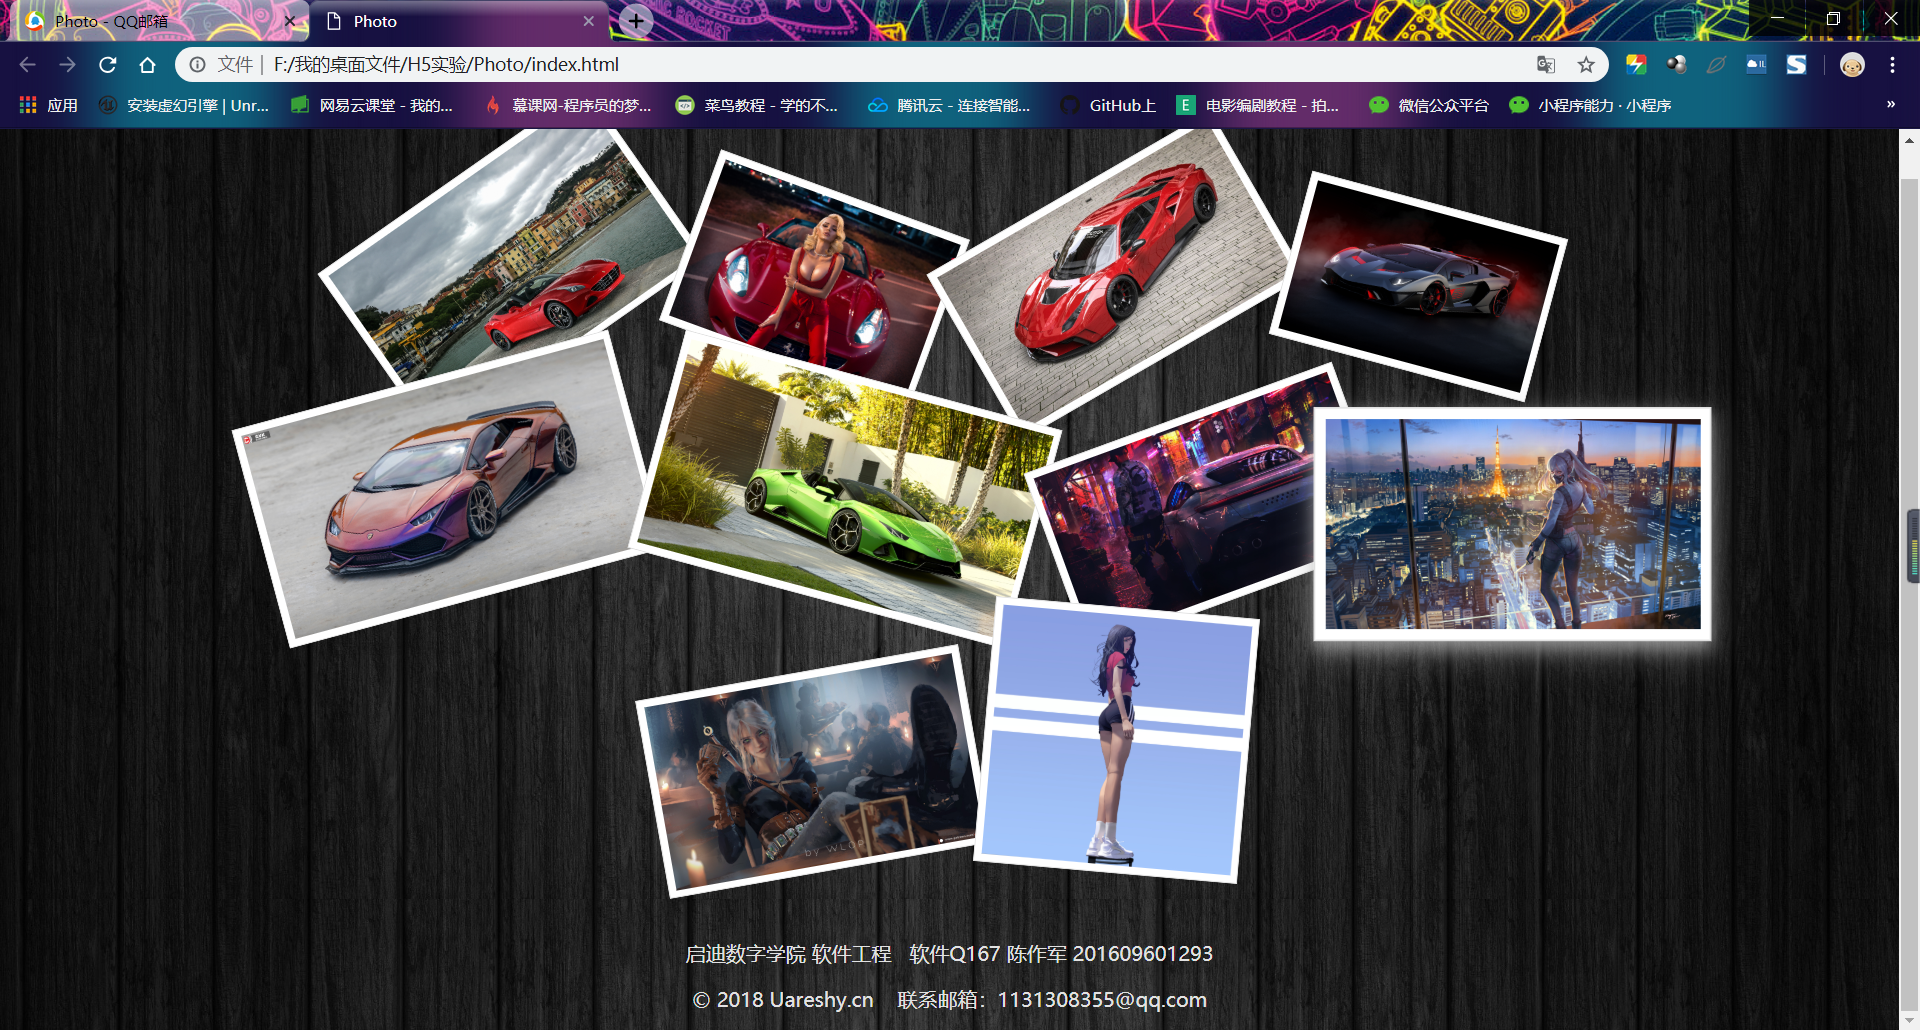 Photo - QQ邮箱
Photo
文件 | F:/我的桌面文件/H5实验/Photo/index.html
应用
安装虚幻引擎 | Unr...
网易云课堂 - 我的...
慕课网-程序员的梦...
菜鸟教程 - 学的不...
腾讯云 - 连接智能...
GitHub上
E
电影编剧教程 - 拍...
微信公众平台
小程序能力 · 小程序
»
by WLOP
启迪数字学院 软件工程 软件Q167 陈作军 201609601293
© 2018 Uareshy.cn 联系邮箱：1131308355@qq.com